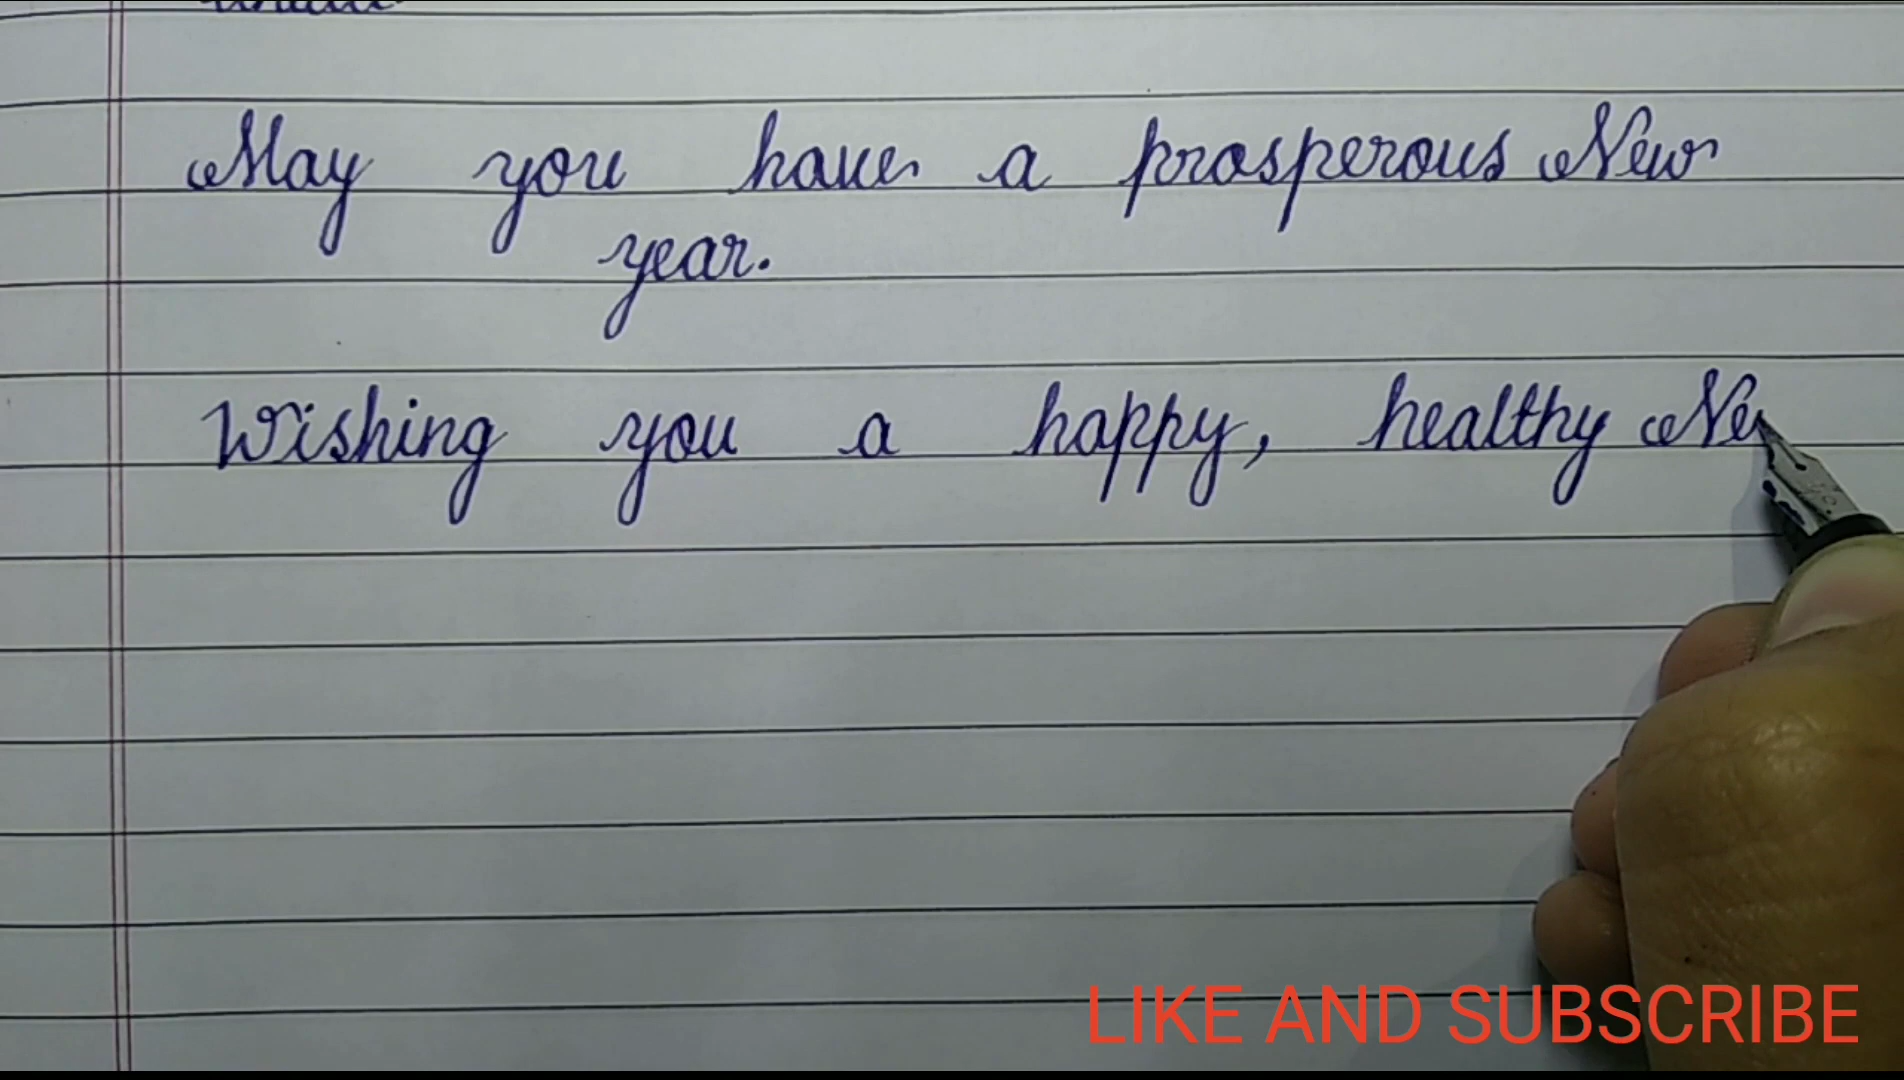 May you have a prosperous New
year.
Wishing you a happy, healthy Ne
LIKE AND SUBSCRIBE